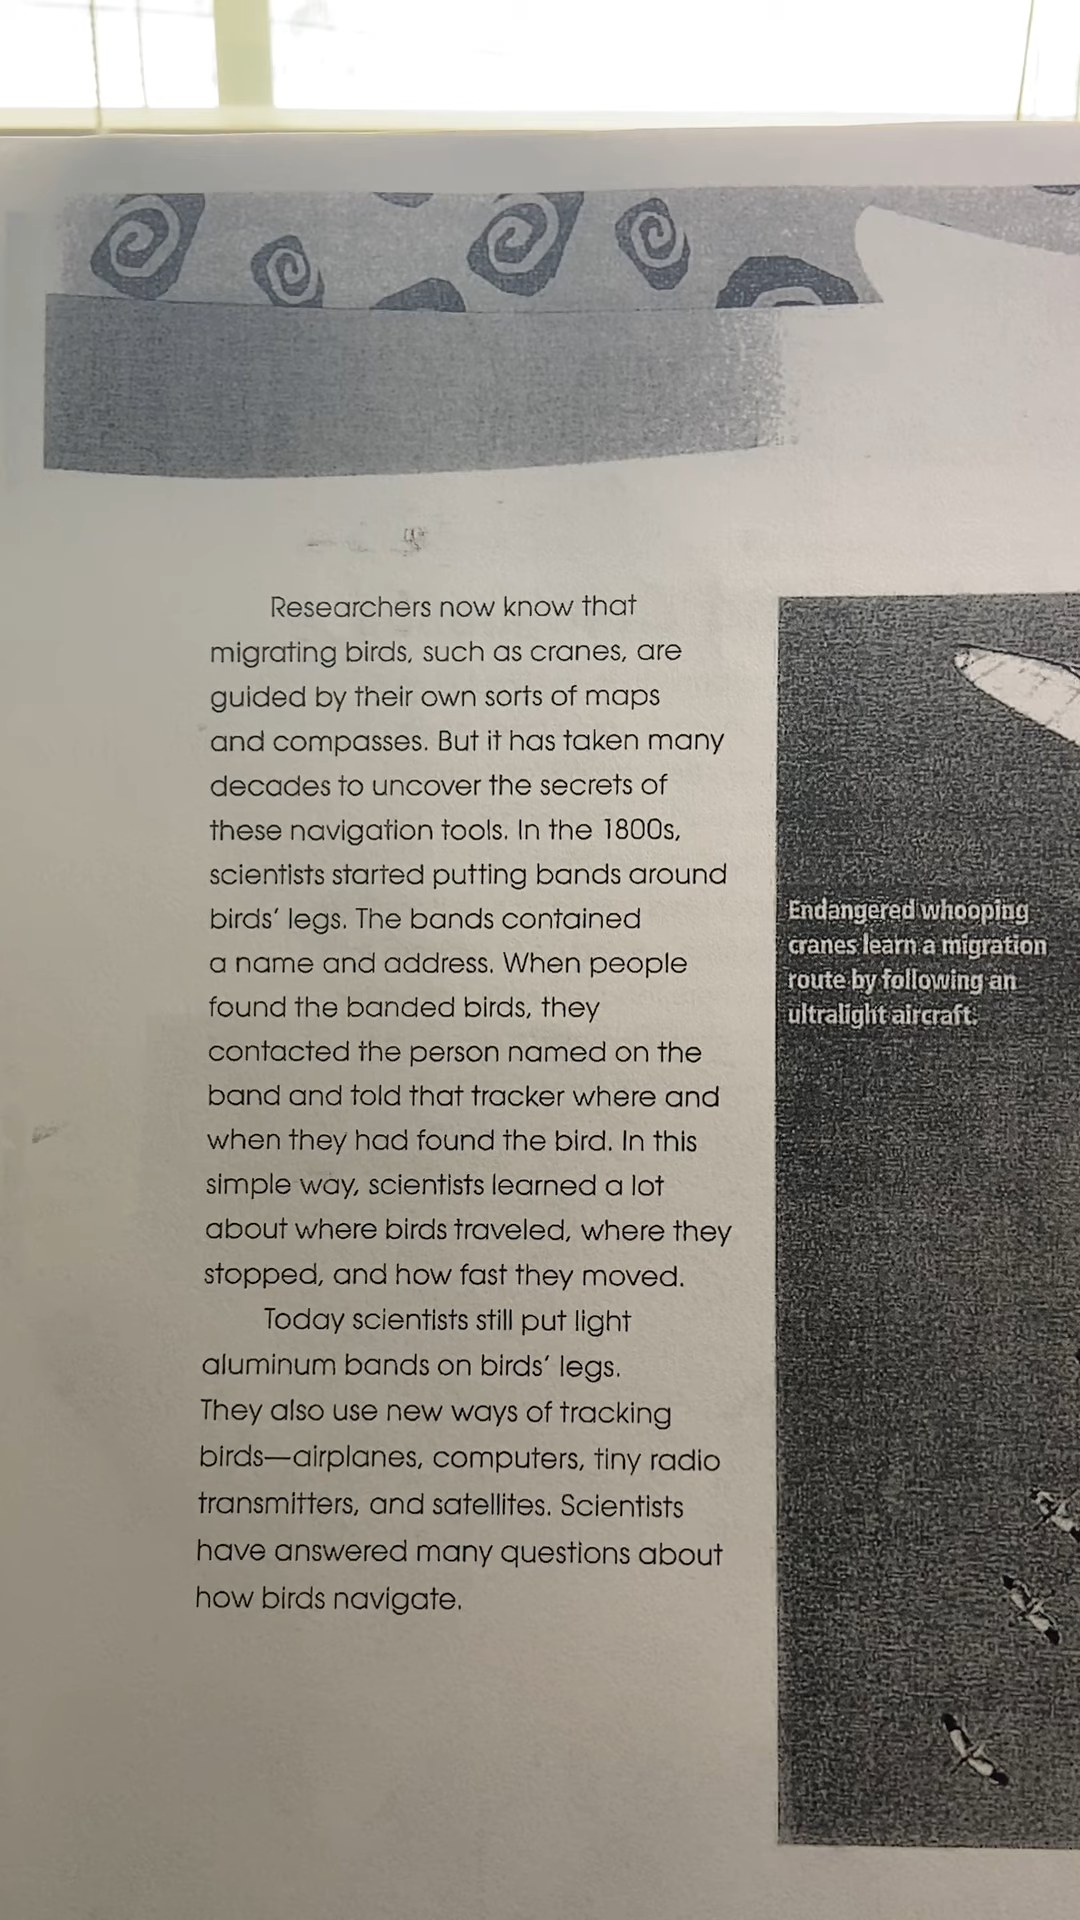 Researchers now know that
migrating birds, such as cranes, are
guided by their own sorts of maps
and compasses. But it has taken many
decades to uncover the secrets of
these navigation tools. In the 1800s,
scientists started putting bands around
birds' legs. The bands contained
a name and address. When people
found the banded birds, they
contacted the person named on the
band and told that tracker where and
when they had found the bird. In this
simple way, scientists learned a lot
about where birds traveled, where they
stopped, and how fast they moved.
Today scientists still put light
aluminum bands on birds' legs.
They also use new ways of tracking
birds—airplanes, computers, tiny radio
transmitters, and satellites. Scientists
have answered many questions about
how birds navigate.
Endangered whooping
cranes learn a migration
route by following an
ultralight aircraft.